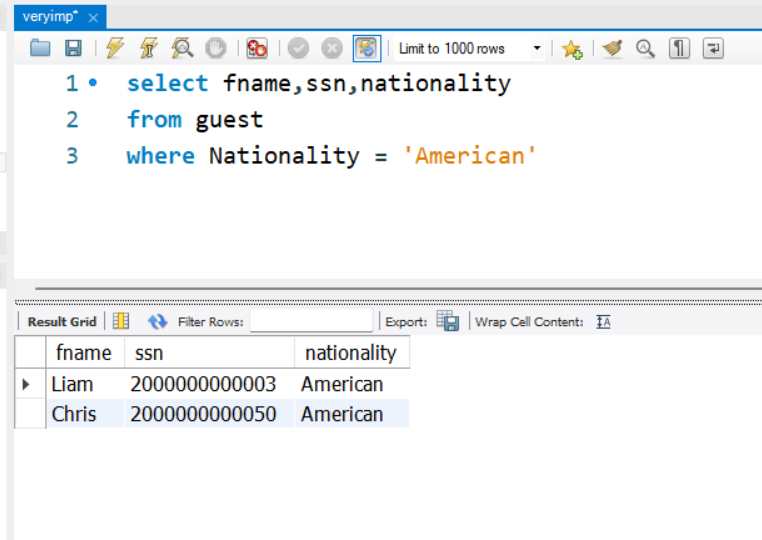 veryimp* ×
Limit to 1000 rows
1 select fname,ssn,nationality
2 from guest
3 where Nationality = 'American'
Result Grid Filter Rows: Export: Wrap Cell Content:
fname ssn nationality
Liam 2000000000003 American
Chris 2000000000050 American